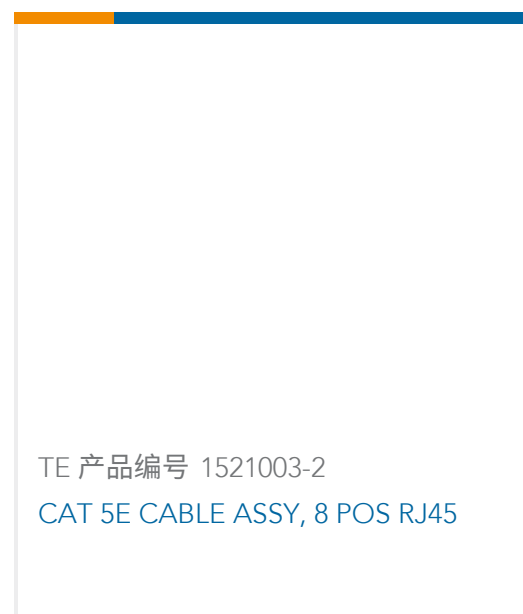 TE 产品编号 1521003-2
CAT 5E CABLE ASSY, 8 POS RJ45